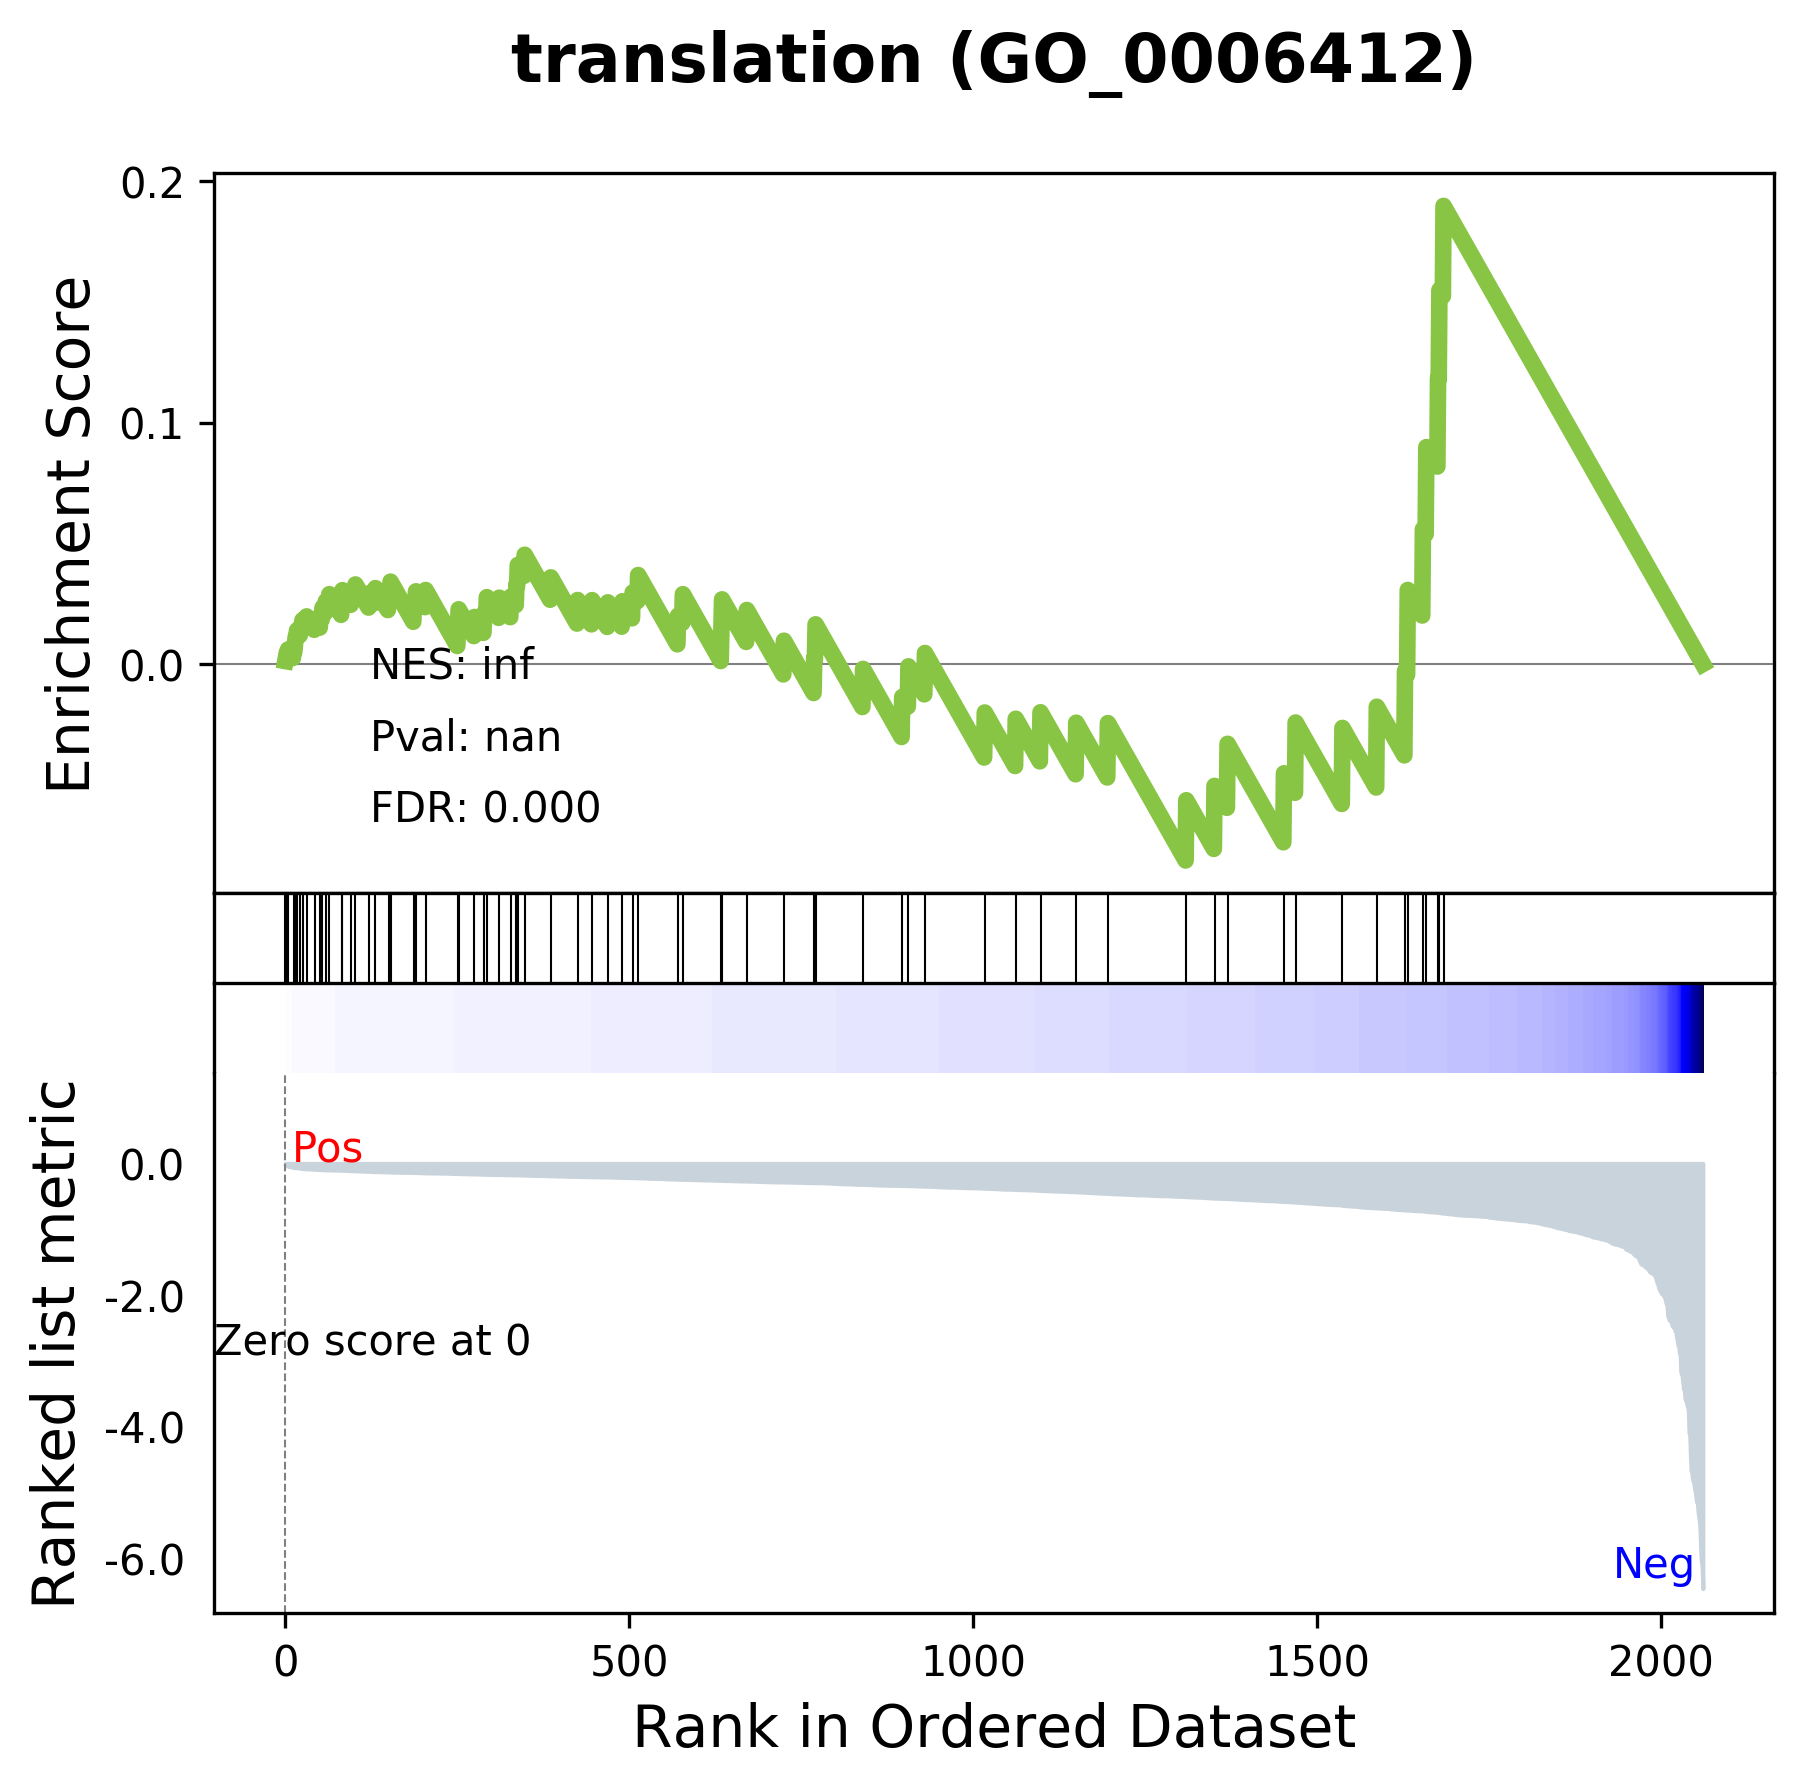 translation (GO_0006412)
Enrichment Score
0.2
0.1
0.0
NES: inf
Pval: nan
FDR: 0.000
Ranked list metric
0.0
-2.0
-4.0
-6.0
Pos
Zero score at 0
Neg
0
500
1000
1500
2000
Rank in Ordered Dataset